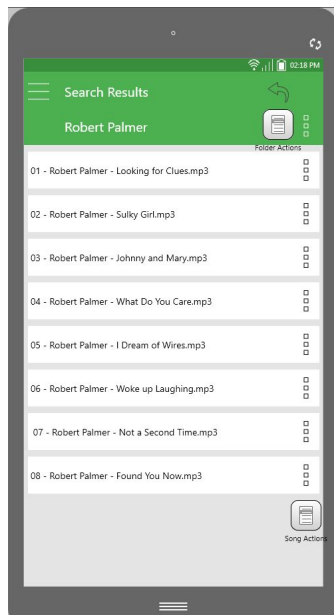 02:18 PM
Search Results
Robert Palmer
Folder Actions
01 - Robert Palmer - Looking for Clues.mp3
02 - Robert Palmer - Sulky Girl.mp3
03 - Robert Palmer - Johnny and Mary.mp3
04 - Robert Palmer - What Do You Care.mp3
05 - Robert Palmer - I Dream of Wires.mp3
06 - Robert Palmer - Woke up Laughing.mp3
07 - Robert Palmer - Not a Second Time.mp3
08 - Robert Palmer - Found You Now.mp3
Song Actions